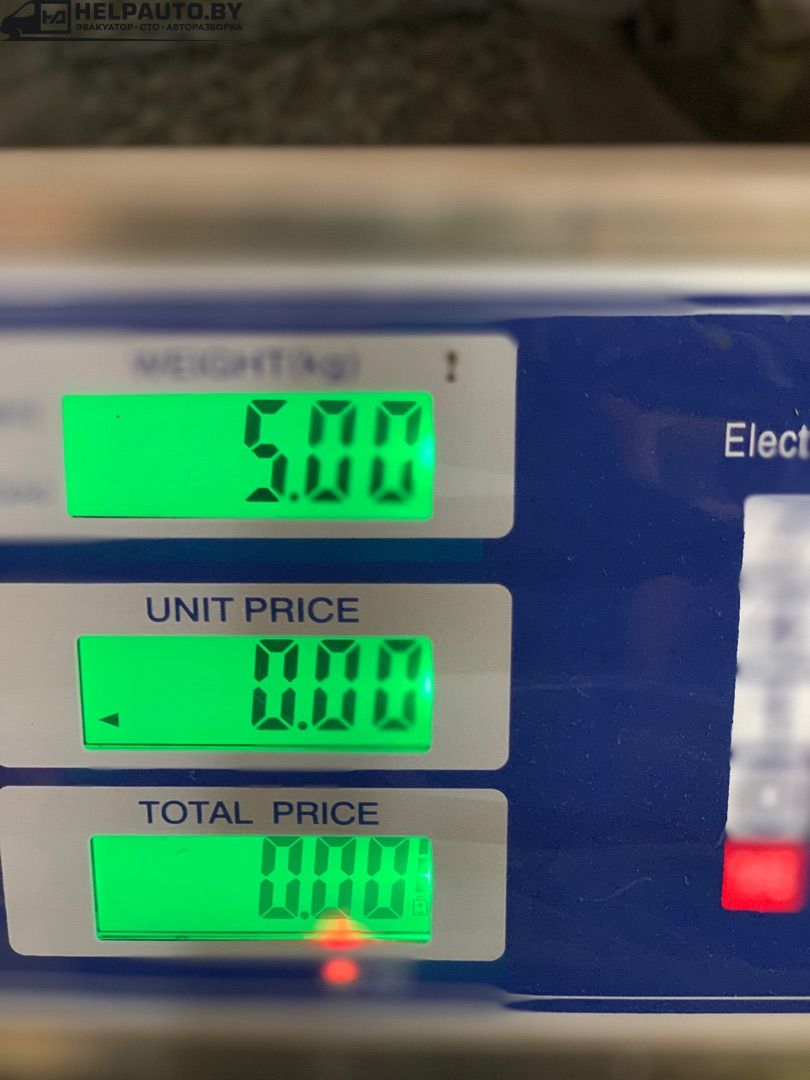 HELPAUTO.BY
ЭВАКУАТОР·СТО·АВТОРАЗБОРКА
WEIGHT(kg)
5.00
Elect
UNIT PRICE
0.00
TOTAL PRICE
0.00